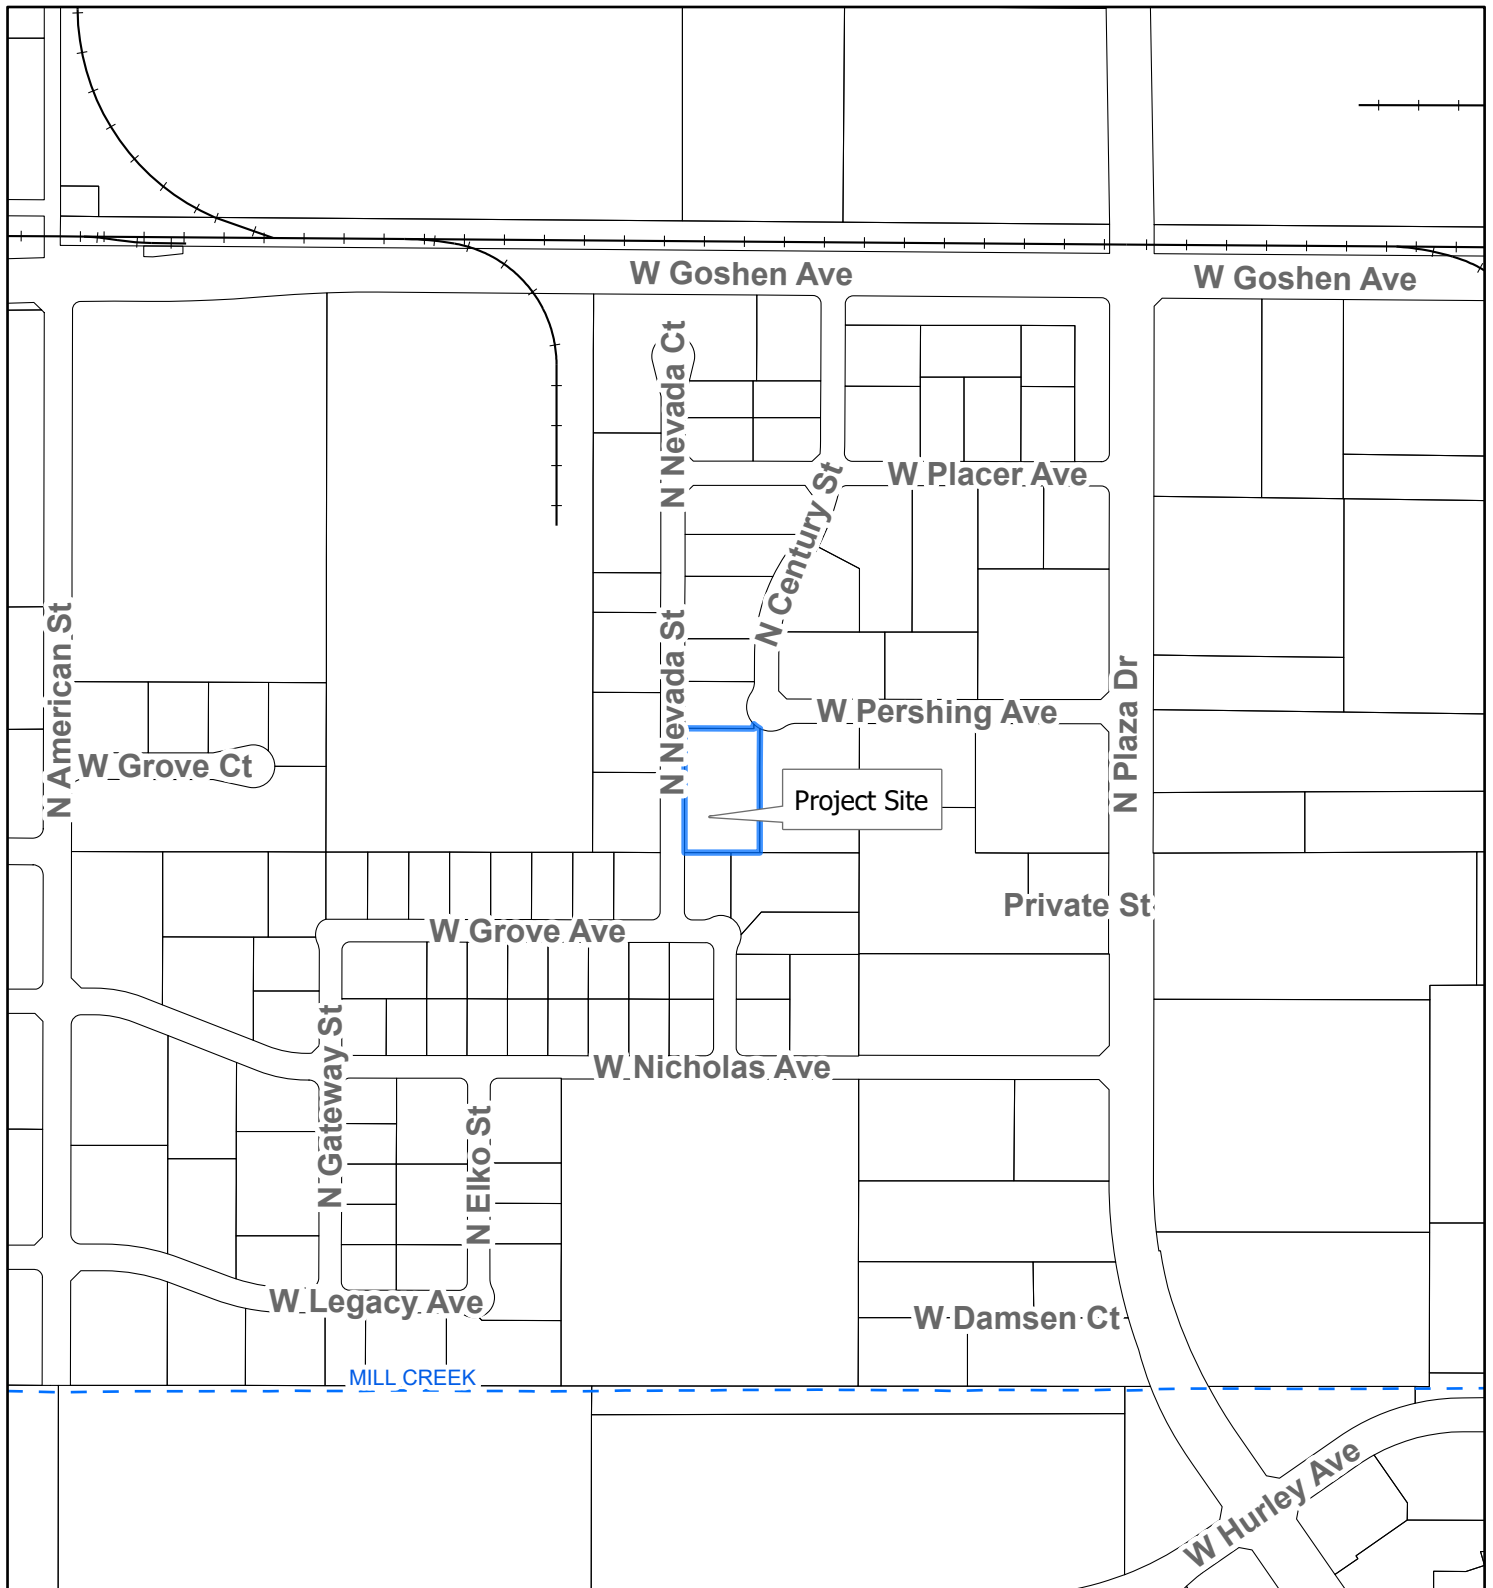 W Goshen Ave
W Goshen Ave
N Nevada Ct
W Placer Ave
N Century St
N American St
N Nevada St
N Plaza Dr
W Pershing Ave
W Grove Ct
Project Site
Private St
W Grove Ave
N Gateway St
W Nicholas Ave
N Elko St
W Legacy Ave
W Damsen Ct
MILL CREEK
W Hurley Ave